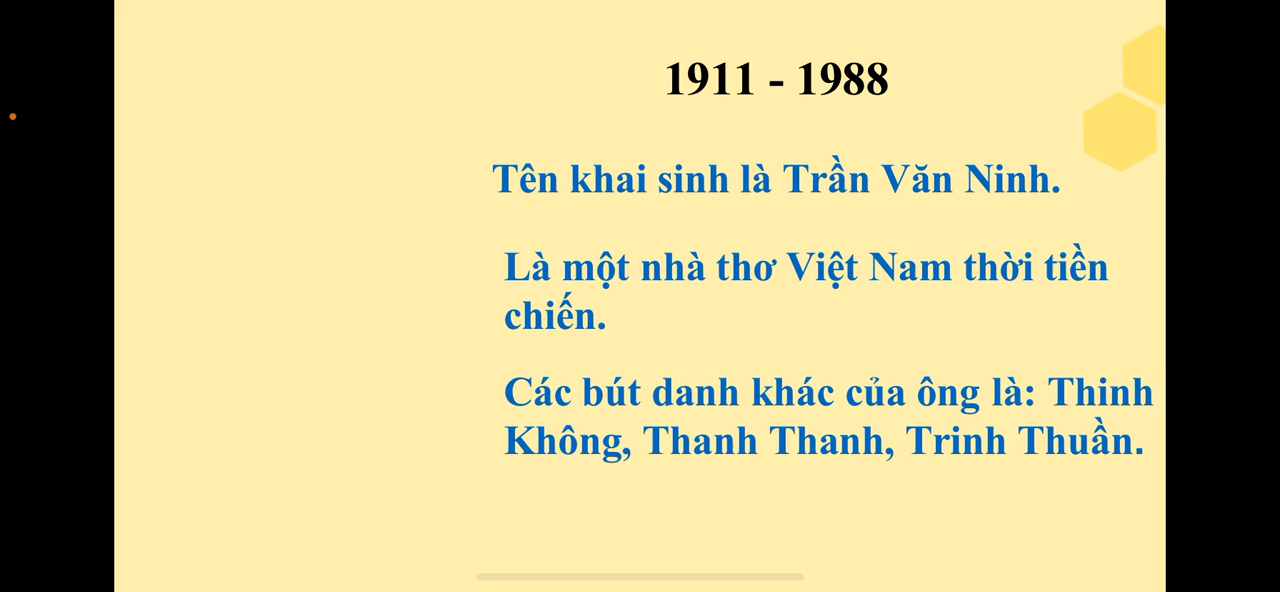 1911 - 1988
Tên khai sinh là Trần Văn Ninh.
Là một nhà thơ Việt Nam thời tiền
chiến.
Các bút danh khác của ông là: Thinh
Không, Thanh Thanh, Trinh Thuần.